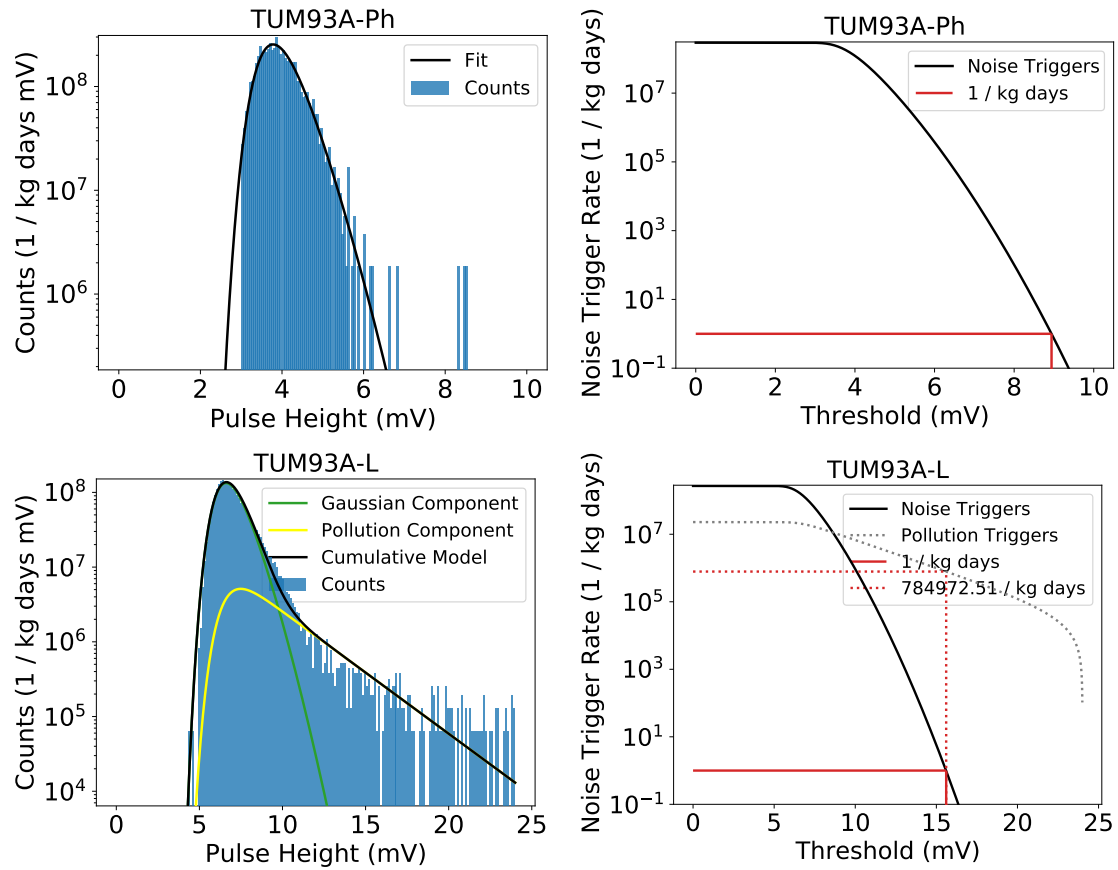 TUM93A-Ph
Counts (1 / kg days mV)
10^8
10^7
10^6
Fit
Counts
0 2 4 6 8 10
Pulse Height (mV)
TUM93A-Ph
Noise Trigger Rate (1 / kg days)
10^7
10^5
10^3
10^1
10^−1
Noise Triggers
1 / kg days
0 2 4 6 8 10
Threshold (mV)
TUM93A-L
Counts (1 / kg days mV)
10^8
10^7
10^6
10^5
10^4
Gaussian Component
Pollution Component
Cumulative Model
Counts
0 5 10 15 20 25
Pulse Height (mV)
TUM93A-L
Noise Trigger Rate (1 / kg days)
10^7
10^5
10^3
10^1
10^−1
Noise Triggers
Pollution Triggers
1 / kg days
784972.51 / kg days
0 5 10 15 20 25
Threshold (mV)